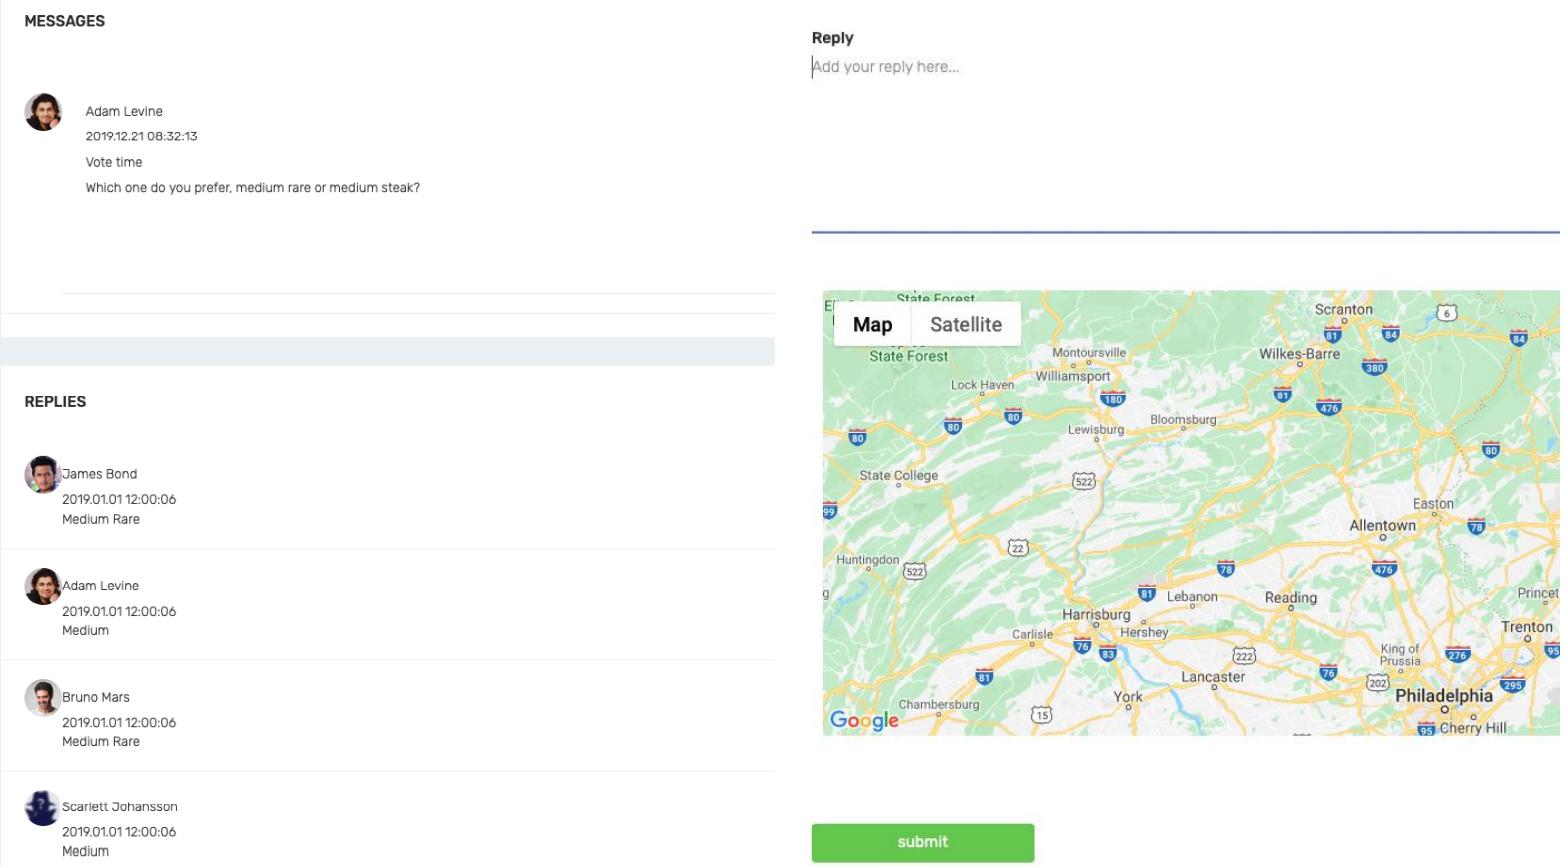 MESSAGES
Adam Levine
2019.12.21 08:32:13
Vote time
Which one do you prefer, medium rare or medium steak?
REPLIES
James Bond
2019.01.01 12:00:06
Medium Rare
Adam Levine
2019.01.01 12:00:06
Medium
Bruno Mars
2019.01.01 12:00:06
Medium Rare
Scarlett Johansson
2019.01.01 12:00:06
Medium
Reply
Add your reply here...
State Forest
Map Satellite
State Forest
Scranton
6
81 84 84
Montoursville
Wilkes-Barre
380
Williamsport
Lock Haven
180
81
476
80 80
Bloomsburg
80
Lewisburg
80
State College
522
99
Easton
Allentown
78
22
Huntingdon
522
78
476
81
Lebanon
Reading
Princet
Harrisburg
Carlisle
Hershey
Trenton
76
83
222
King of
Prussia
276
95
81
Lancaster
76
202
295
Philadelphia
York
Chambersburg
15
Google
95
Cherry Hill
submit